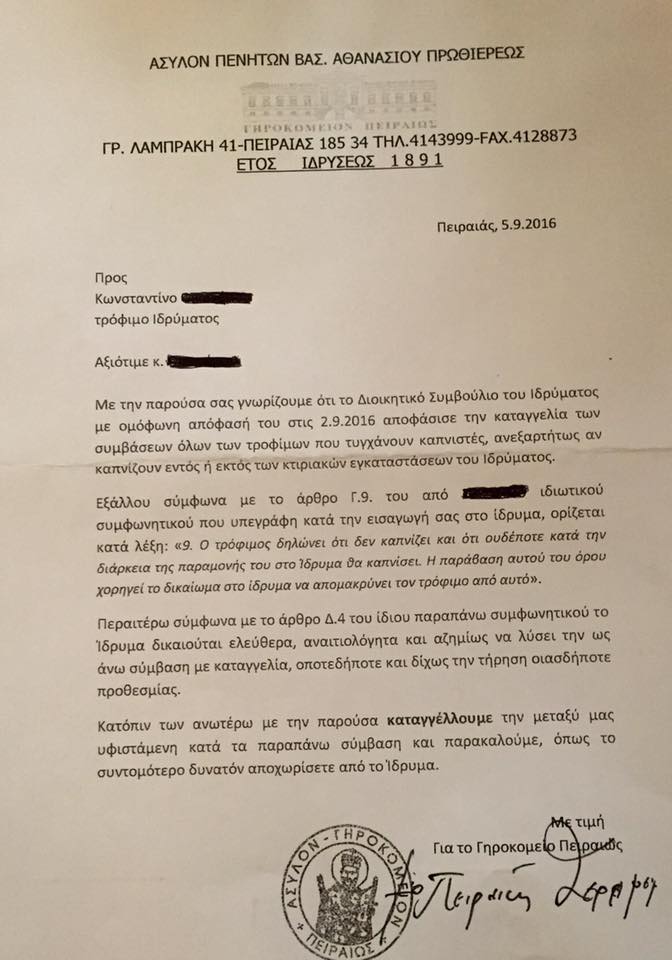 ΑΣΥΛΟΝ ΠΕΝΗΤΩΝ ΒΑΣ. ΑΘΑΝΑΣΙΟΥ ΠΡΩΘΙΕΡΕΩΣ
ΓΗΡΟΚΟΜΕΙΟΝ ΠΕΙΡΑΙΩΣ
ΓΡ. ΛΑΜΠΡΑΚΗ 41-ΠΕΙΡΑΙΑΣ 185 34 ΤΗΛ.4143999-FAX.4128873
ΕΤΟΣ ΙΔΡΥΣΕΩΣ 1 8 9 1
Πειραιάς, 5.9.2016
Προς
Κωνσταντίνο
τρόφιμο Ιδρύματος
Αξιότιμε κ.
Με την παρούσα σας γνωρίζουμε ότι το Διοικητικό Συμβούλιο του Ιδρύματος
με ομόφωνη απόφασή του στις 2.9.2016 αποφάσισε την καταγγελία των
συμβάσεων όλων των τροφίμων που τυγχάνουν καπνιστές, ανεξαρτήτως αν
καπνίζουν εντός ή εκτός των κτιριακών εγκαταστάσεων του Ιδρύματος.
Εξάλλου σύμφωνα με το άρθρο Γ.9. του από ιδιωτικού
συμφωνητικού που υπεγράφη κατά την εισαγωγή σας στο ίδρυμα, ορίζεται
κατά λέξη: «9. Ο τρόφιμος δηλώνει ότι δεν καπνίζει και ότι ουδέποτε κατά την
διάρκεια της παραμονής του στο Ίδρυμα θα καπνίσει. Η παράβαση αυτού του όρου
χορηγεί το δικαίωμα στο ίδρυμα να απομακρύνει τον τρόφιμο από αυτό».
Περαιτέρω σύμφωνα με το άρθρο Δ.4 του ίδιου παραπάνω συμφωνητικού το
Ίδρυμα δικαιούται ελεύθερα, αναιτιολόγητα και αζημίως να λύσει την ως
άνω σύμβαση με καταγγελία, οποτεδήποτε και δίχως την τήρηση οιασδήποτε
προθεσμίας.
Κατόπιν των ανωτέρω με την παρούσα καταγγέλλουμε την μεταξύ μας
υφιστάμενη κατά τα παραπάνω σύμβαση και παρακαλούμε, όπως το
συντομότερο δυνατόν αποχωρίσετε από το Ίδρυμα.
Με τιμή
Για το Γηροκομείο Πειραιώς
ΑΣΥΛΟΝ-ΓΗΡΟΚΟΜΕΙΟΝ
ΠΕΙΡΑΙΩΣ